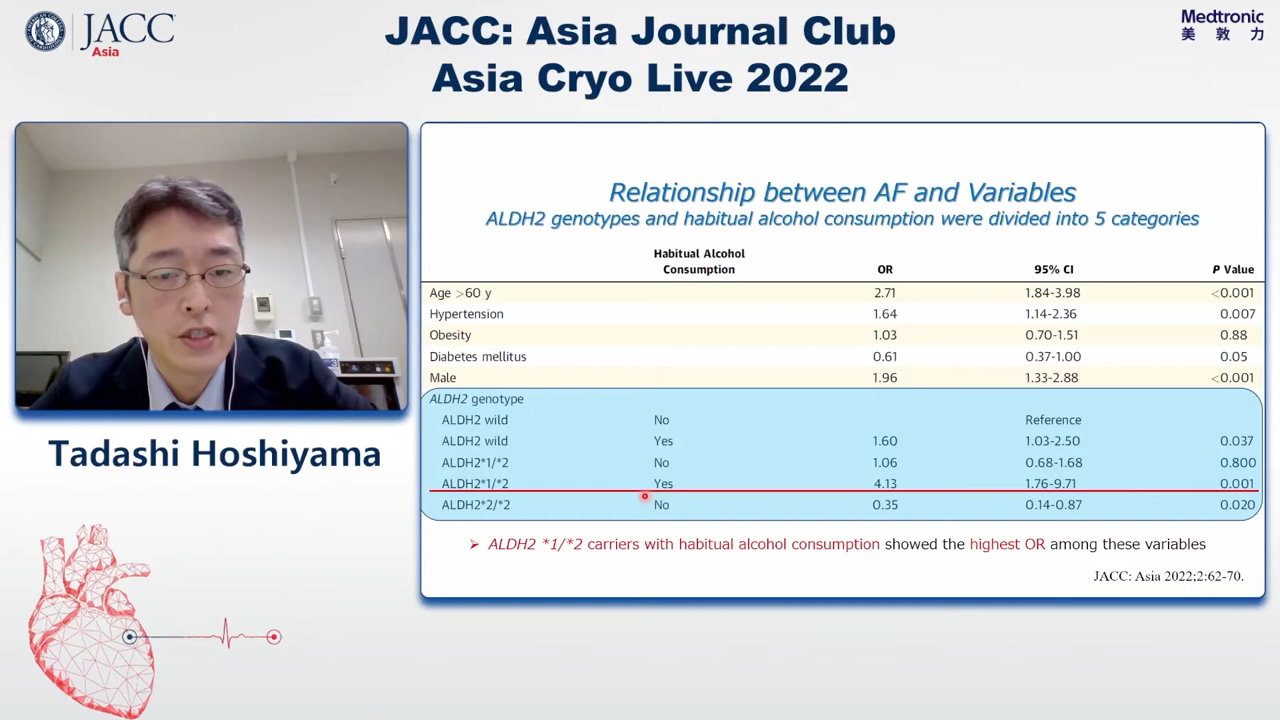 JACC
Asia
JACC: Asia Journal Club
Asia Cryo Live 2022
Medtronic
美敦力
Tadashi Hoshiyama
Relationship between AF and Variables
ALDH2 genotypes and habitual alcohol consumption were divided into 5 categories
Habitual Alcohol
Consumption OR 95% CI P Value
Age >60 y 2.71 1.84-3.98 <0.001
Hypertension 1.64 1.14-2.36 0.007
Obesity 1.03 0.70-1.51 0.88
Diabetes mellitus 0.61 0.37-1.00 0.05
Male 1.96 1.33-2.88 <0.001
ALDH2 genotype
ALDH2 wild No Reference
ALDH2 wild Yes 1.60 1.03-2.50 0.037
ALDH2*1/*2 No 1.06 0.68-1.68 0.800
ALDH2*1/*2 Yes 4.13 1.76-9.71 0.001
ALDH2*2/*2 No 0.35 0.14-0.87 0.020
➢ ALDH2 *1/*2 carriers with habitual alcohol consumption showed the highest OR among these variables
JACC: Asia 2022;2:62-70.